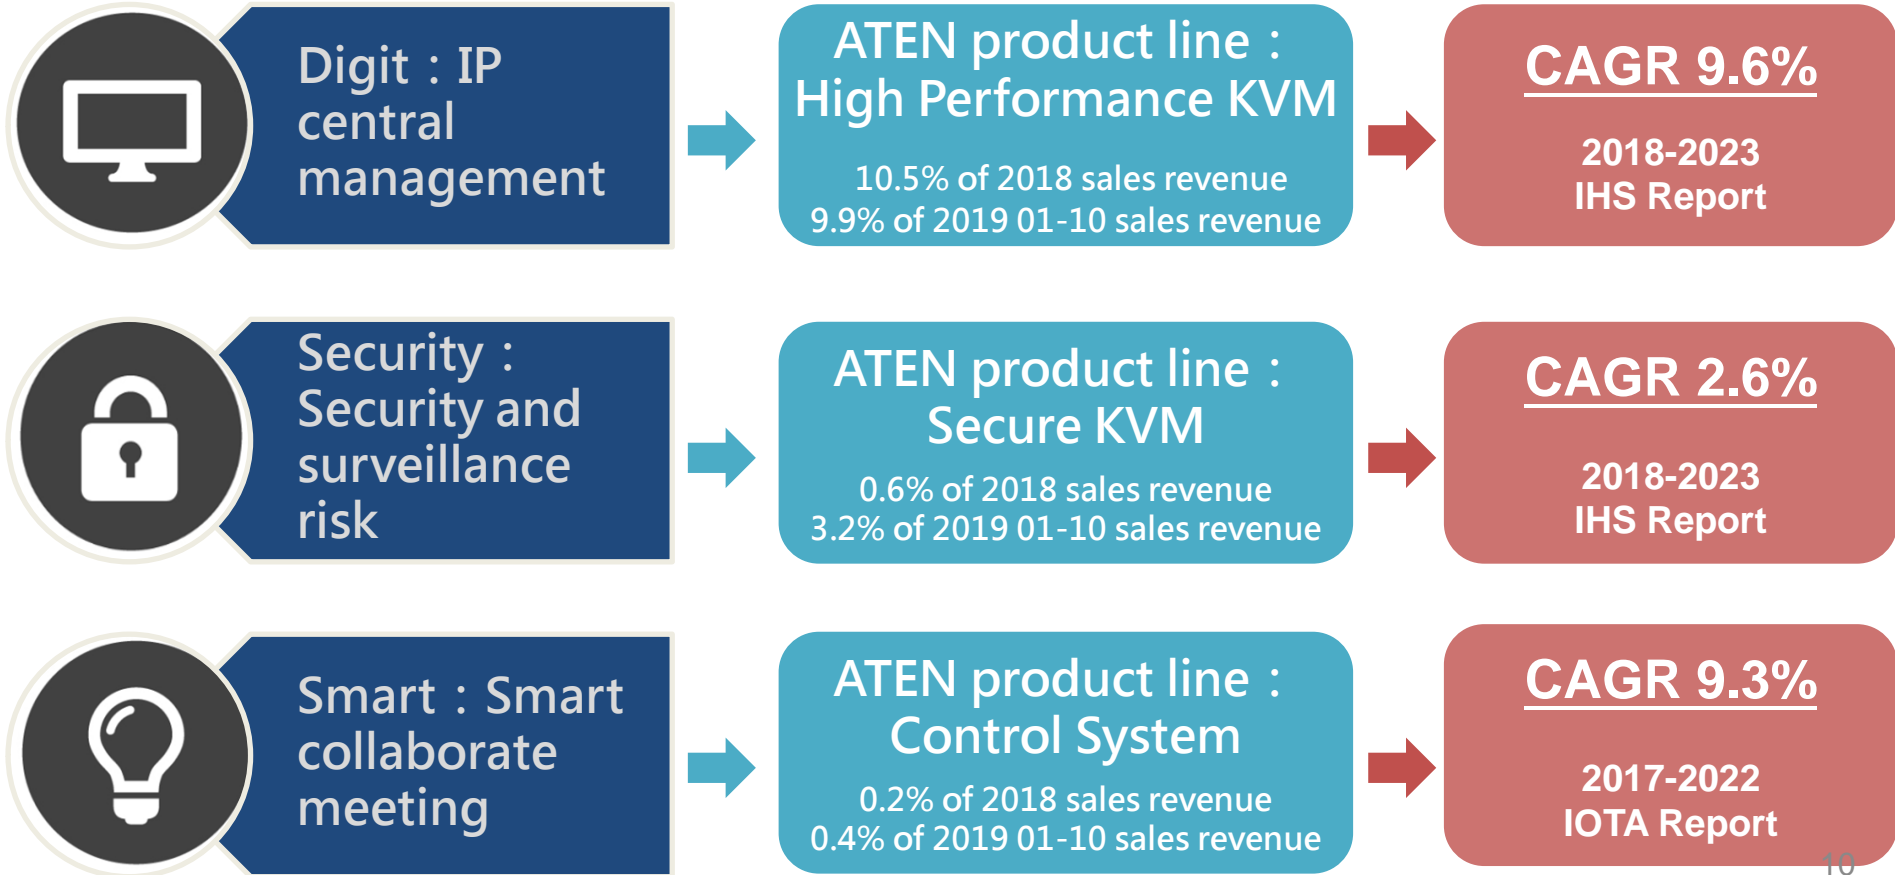 Digit：IP
central
management
ATEN product line：
High Performance KVM
10.5% of 2018 sales revenue
9.9% of 2019 01-10 sales revenue
CAGR 9.6%
2018-2023
IHS Report
Security：
Security and
surveillance
risk
ATEN product line：
Secure KVM
0.6% of 2018 sales revenue
3.2% of 2019 01-10 sales revenue
CAGR 2.6%
2018-2023
IHS Report
Smart：Smart
collaborate
meeting
ATEN product line：
Control System
0.2% of 2018 sales revenue
0.4% of 2019 01-10 sales revenue
CAGR 9.3%
2017-2022
IOTA Report
10